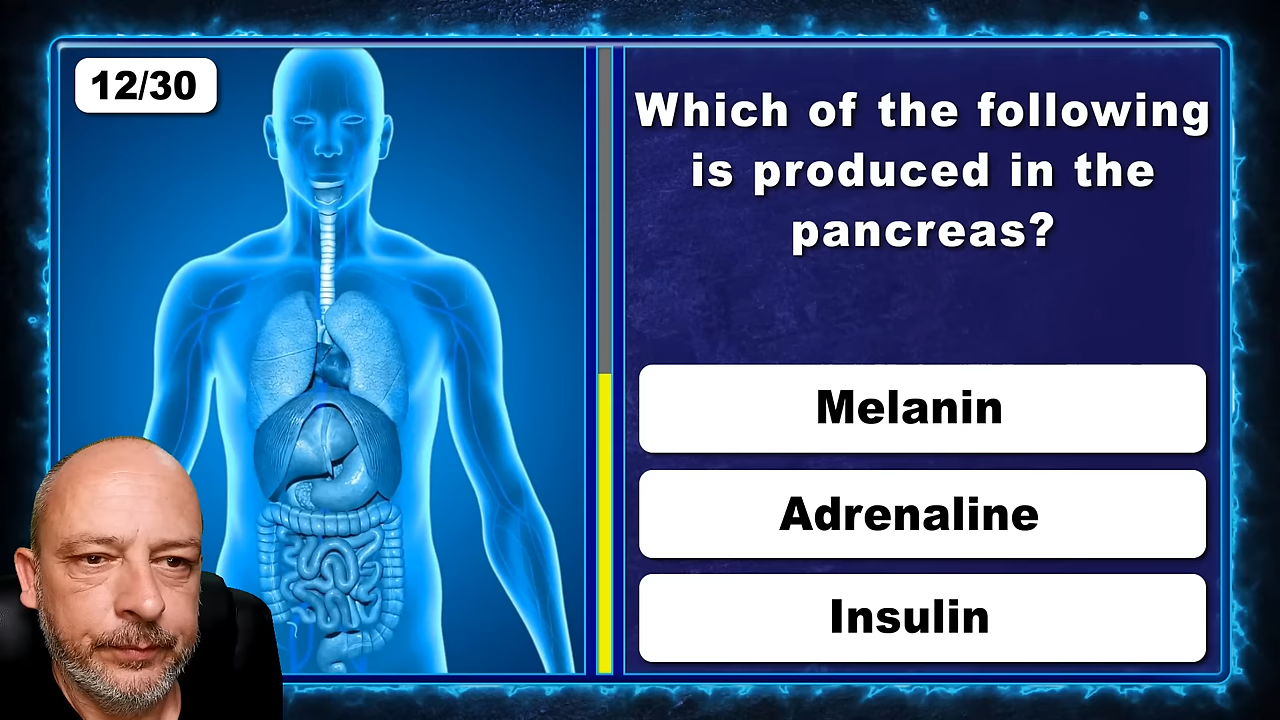 12/30
Which of the following
is produced in the
pancreas?
Melanin
Adrenaline
Insulin